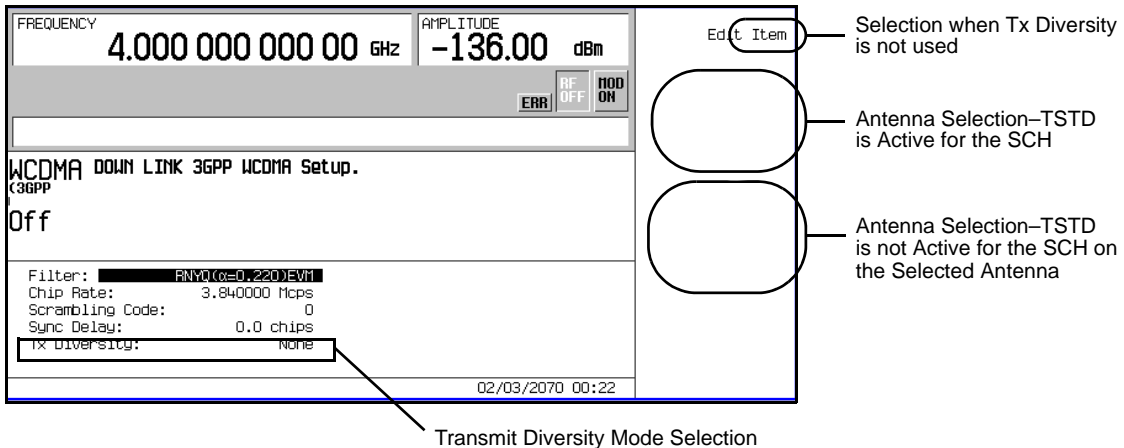 FREQUENCY
4.000 000 000 00 GHz
AMPLITUDE
−136.00 dBm
ERR
RF OFF
MOD ON
WCDMA DOWN LINK 3GPP WCDMA Setup.
(3GPP
Off
Filter: RNYQ(α=0.220)EVM
Chip Rate: 3.840000 Mcps
Scrambling Code: 0
Sync Delay: 0.0 chips
Tx Diversity: None
02/03/2070 00:22
Edit Item
Selection when Tx Diversity
is not used
Antenna Selection–TSTD
is Active for the SCH
Antenna Selection–TSTD
is not Active for the SCH on
the Selected Antenna
Transmit Diversity Mode Selection